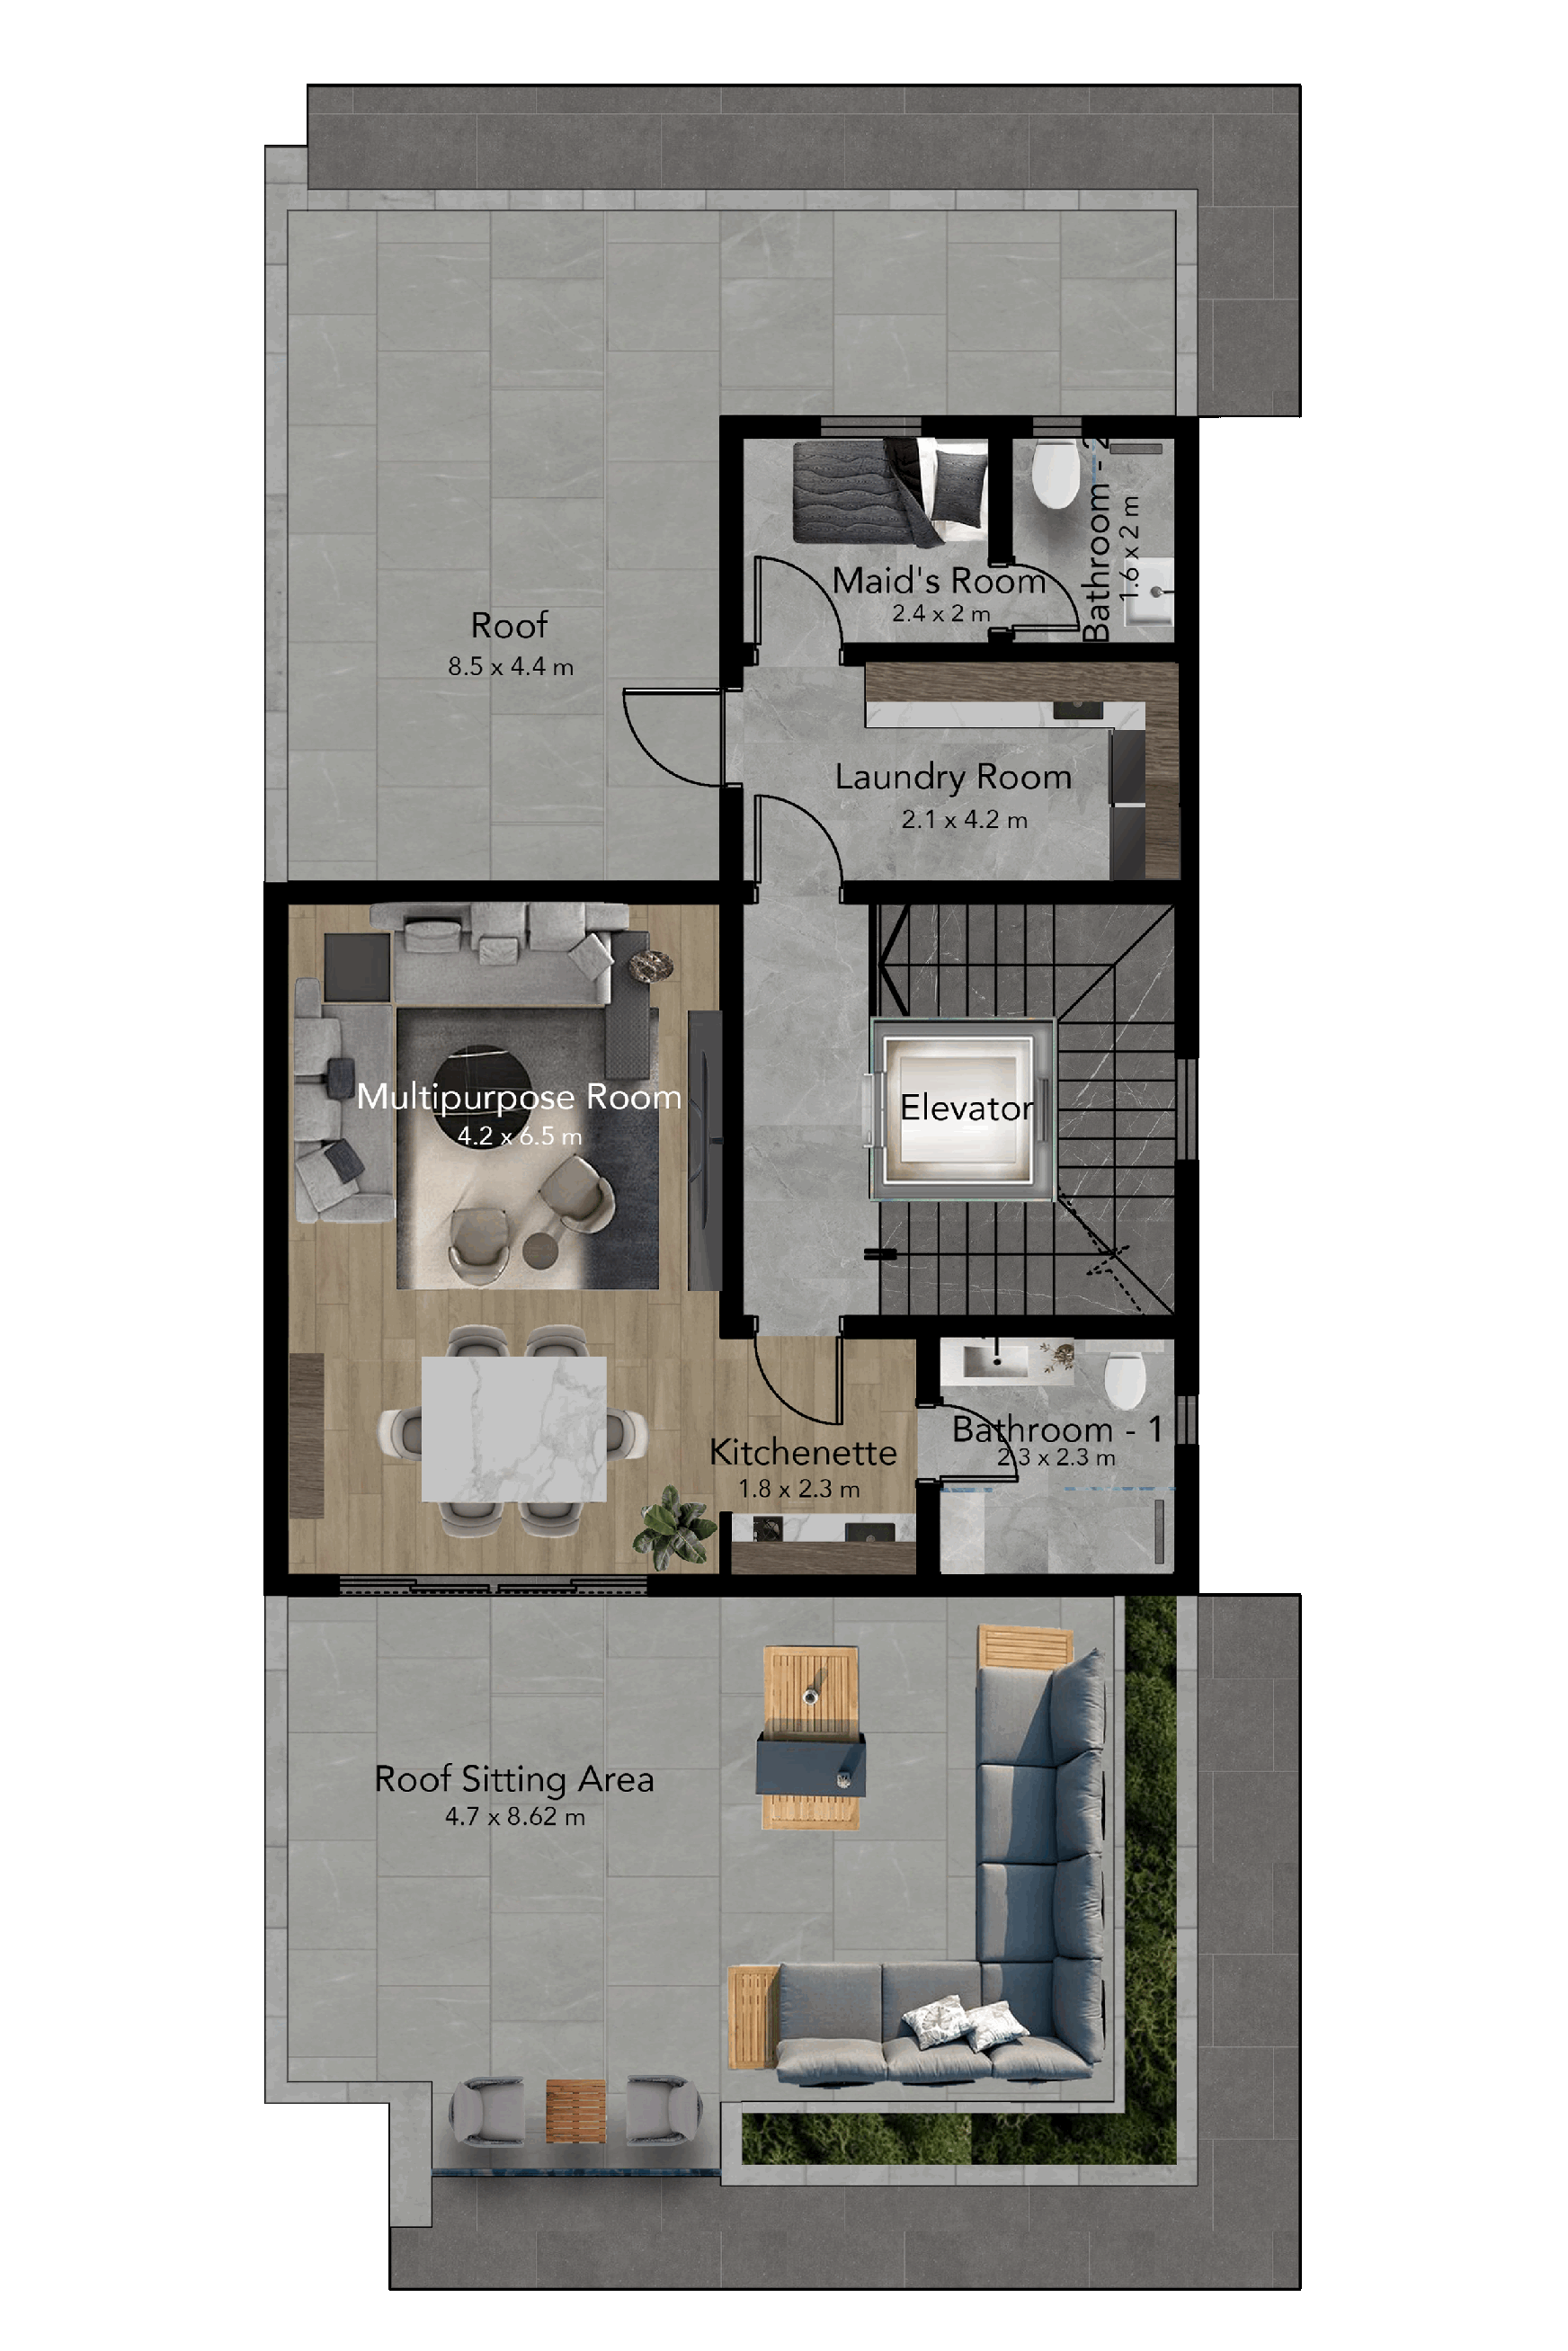 Bathroom - 2
1.6 x 2 m
Maid's Room
2.4 x 2 m
Roof
8.5 x 4.4 m
Laundry Room
2.1 x 4.2 m
Multipurpose Room
4.2 x 6.5 m
Elevator
Bathroom - 1
2.3 x 2.3 m
Kitchenette
1.8 x 2.3 m
Roof Sitting Area
4.7 x 8.62 m